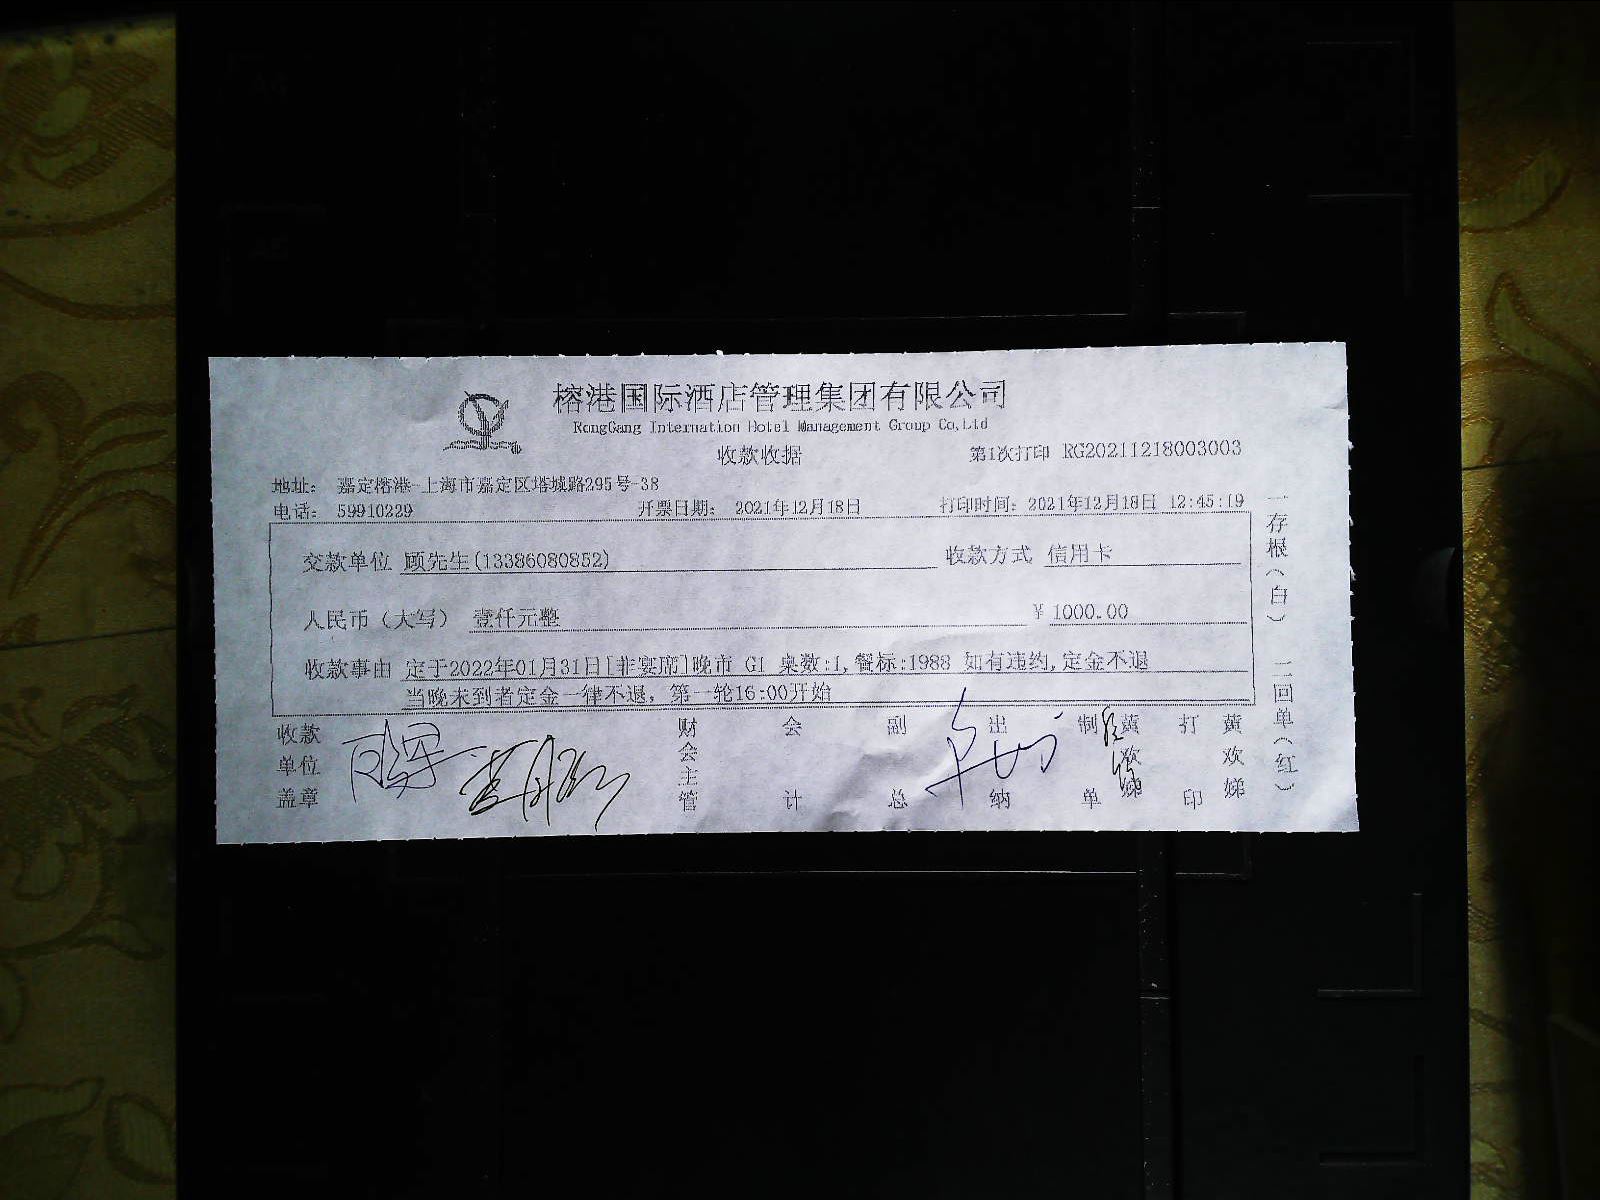 榕港国际酒店管理集团有限公司
RongGang Internation Hotel Management Group Co,Ltd
收款收据
第1次打印 RG20211218003003
地址: 嘉定榕港-上海市嘉定区塔城路295号-38
电话: 59910229 开票日期: 2021年12月18日 打印时间: 2021年12月18日 12:45:19
交款单位 顾先生(13386080852) 收款方式 信用卡
人民币(大写) 壹仟元整 ¥ 1000.00
收款事由 定于2022年01月31日[非宴席]晚市 G1 桌数:1,餐标:1988 如有违约,定金不退
当晚未到者定金一律不退, 第一轮16:00开始
收款单位盖章
财会主管
会计
副总
出纳
制单
黄欢娣
打印
黄欢娣
一存根(白)
二回单(红)